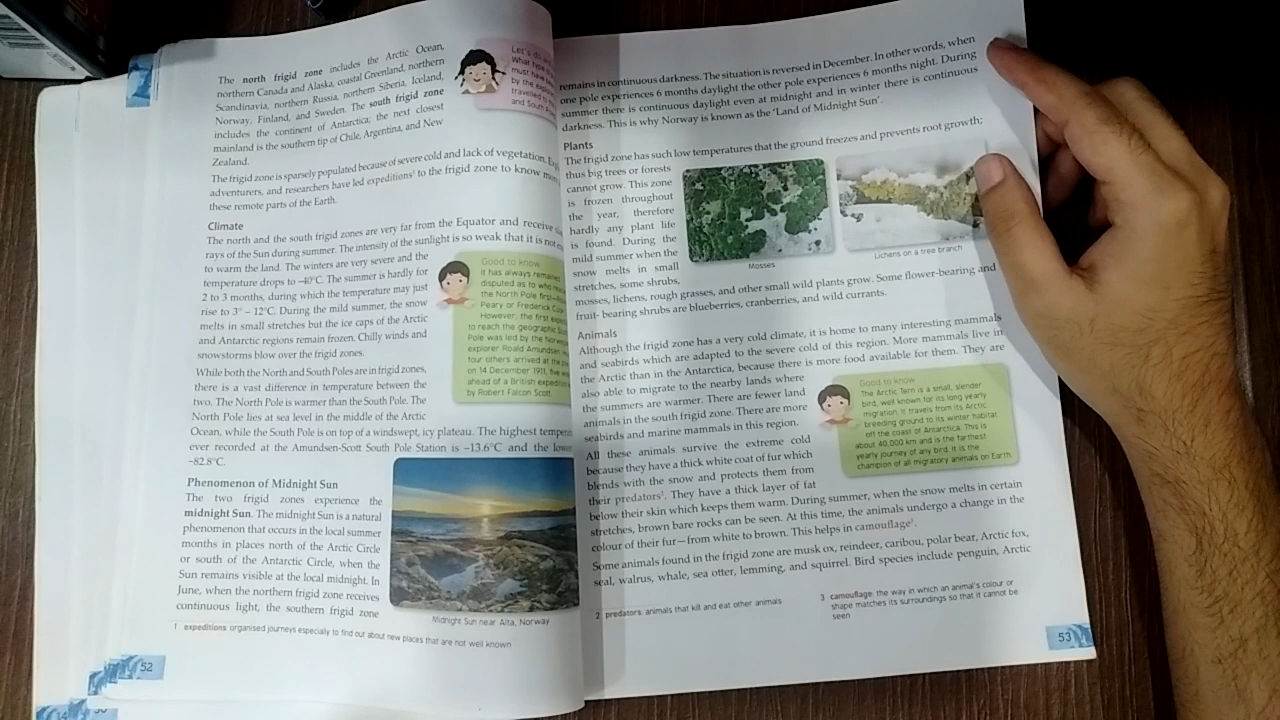 The north frigid zone includes the Arctic Ocean,
northern Canada and Alaska, coastal Greenland, northern
Scandinavia, northern Russia, northern Siberia, Iceland,
Norway, Finland, and Sweden. The south frigid zone
includes the continent of Antarctica; the next closest
mainland is the southern tip of Chile, Argentina, and New
Zealand.
Let's do
What type
must have
by the
travelled to
and South
The frigid zone is sparsely populated because of severe cold and lack of vegetation.
adventurers, and researchers have led expeditions¹ to the frigid zone to know
these remote parts of the Earth.
Climate
The north and the south frigid zones are very far from the Equator and receive
rays of the Sun during summer. The intensity of the sunlight is so weak that it is
to warm the land. The winters are very severe and the
temperature drops to –40°C. The summer is hardly for
2 to 3 months, during which the temperature may just
rise to 3° – 12°C. During the mild summer, the snow
melts in small stretches but the ice caps of the Arctic
and Antarctic regions remain frozen. Chilly winds and
snowstorms blow over the frigid zones.
Good to know
It has always remained
disputed as to who
the North Pole first—
Peary or Frederick
However, the first
to reach the geographic
Pole was led by the
explorer Roald Amundsen
four others arrived at the
on 14 December 1911, five
ahead of a British
by Robert Falcon Scott.
While both the North and South Poles are in frigid zones,
there is a vast difference in temperature between the
two. The North Pole is warmer than the South Pole. The
North Pole lies at sea level in the middle of the Arctic
Ocean, while the South Pole is on top of a windswept, icy plateau. The highest
ever recorded at the Amundsen-Scott South Pole Station is –13.6°C and the
–82.8°C.
Phenomenon of Midnight Sun
The two frigid zones experience the
midnight Sun. The midnight Sun is a natural
phenomenon that occurs in the local summer
months in places north of the Arctic Circle
or south of the Antarctic Circle, when the
Sun remains visible at the local midnight. In
June, when the northern frigid zone receives
continuous light, the southern frigid zone
Midnight Sun near Alta, Norway
1 expeditions: organised journeys especially to find out about new places that are not well known
52
remains in continuous darkness. The situation is reversed in December. In other words, when
one pole experiences 6 months daylight the other pole experiences 6 months night. During
summer there is continuous daylight even at midnight and in winter there is continuous
darkness. This is why Norway is known as the 'Land of Midnight Sun'.
Plants
The frigid zone has such low temperatures that the ground freezes and prevents root growth;
thus big trees or forests
cannot grow. This zone
is frozen throughout
the year, therefore
hardly any plant life
is found. During the
mild summer when the
snow melts in small
stretches, some shrubs,
mosses, lichens, rough grasses, and other small wild plants grow. Some flower-bearing and
fruit- bearing shrubs are blueberries, cranberries, and wild currants.
Mosses
Lichens on a tree branch
Animals
Although the frigid zone has a very cold climate, it is home to many interesting mammals
and seabirds which are adapted to the severe cold of this region. More mammals live in
the Arctic than in the Antarctica, because there is more food available for them. They are
also able to migrate to the nearby lands where
the summers are warmer. There are fewer land
animals in the south frigid zone. There are more
seabirds and marine mammals in this region.
Good to know
The Arctic Tern is a small, slender
bird, well known for its long yearly
migration. It travels from its Arctic
breeding ground to its winter habitat
off the coast of Antarctica. This is
about 40,000 km and is the farthest
yearly journey of any bird. It is the
champion of all migratory animals on Earth.
All these animals survive the extreme cold
because they have a thick white coat of fur which
blends with the snow and protects them from
their predators². They have a thick layer of fat
below their skin which keeps them warm. During summer, when the snow melts in certain
stretches, brown bare rocks can be seen. At this time, the animals undergo a change in the
colour of their fur—from white to brown. This helps in camouflage³.
Some animals found in the frigid zone are musk ox, reindeer, caribou, polar bear, Arctic fox,
seal, walrus, whale, sea otter, lemming, and squirrel. Bird species include penguin, Arctic
2 predators: animals that kill and eat other animals
3 camouflage: the way in which an animal's colour or
shape matches its surroundings so that it cannot be
seen
53